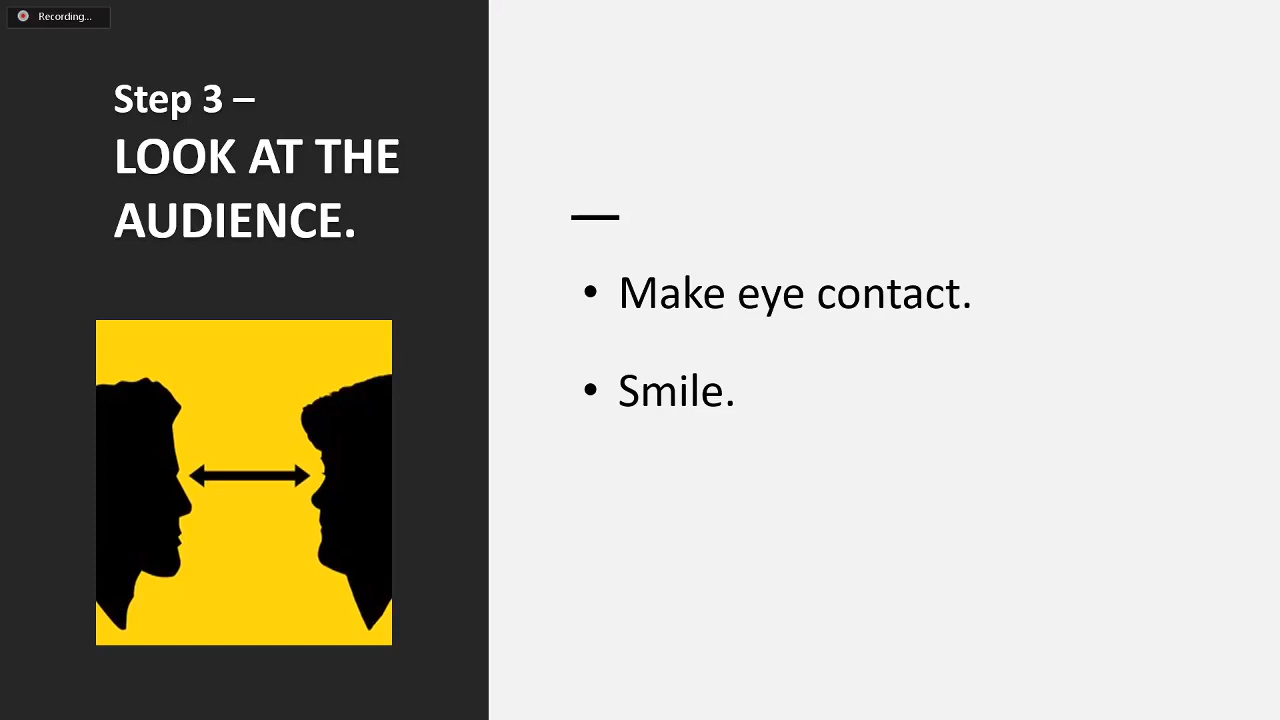 Recording...
Step 3 –
LOOK AT THE
AUDIENCE.
• Make eye contact.
• Smile.